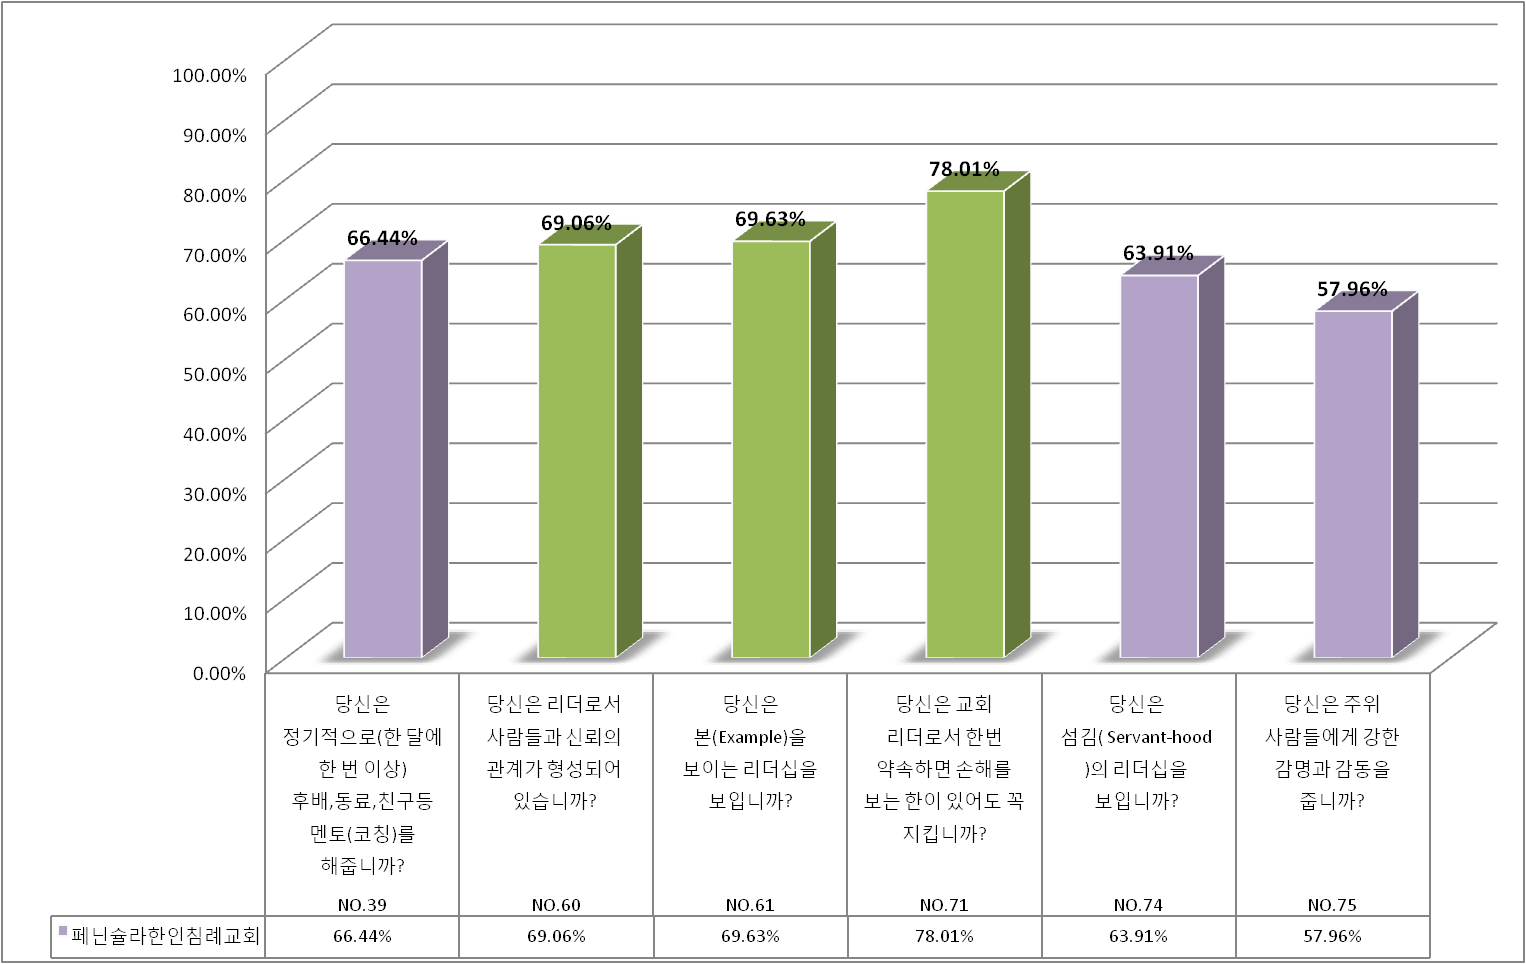 100.00%
90.00%
80.00%
70.00%
60.00%
50.00%
40.00%
30.00%
20.00%
10.00%
0.00%
66.44%
69.06%
69.63%
78.01%
63.91%
57.96%
당신은
정기적으로(한 달에
한 번 이상)
후배,동료,친구등
멘토(코칭)를
해줍니까?
NO.39
당신은 리더로서
사람들과 신뢰의
관계가 형성되어
있습니까?
NO.60
당신은
본(Example)을
보이는 리더십을
보입니까?
NO.61
당신은 교회
리더로서 한번
약속하면 손해를
보는 한이 있어도 꼭
지킵니까?
NO.71
당신은
섬김( Servant-hood
)의 리더십을
보입니까?
NO.74
당신은 주위
사람들에게 강한
감명과 감동을
줍니까?
NO.75
페닌슐라한인침례교회 66.44% 69.06% 69.63% 78.01% 63.91% 57.96%